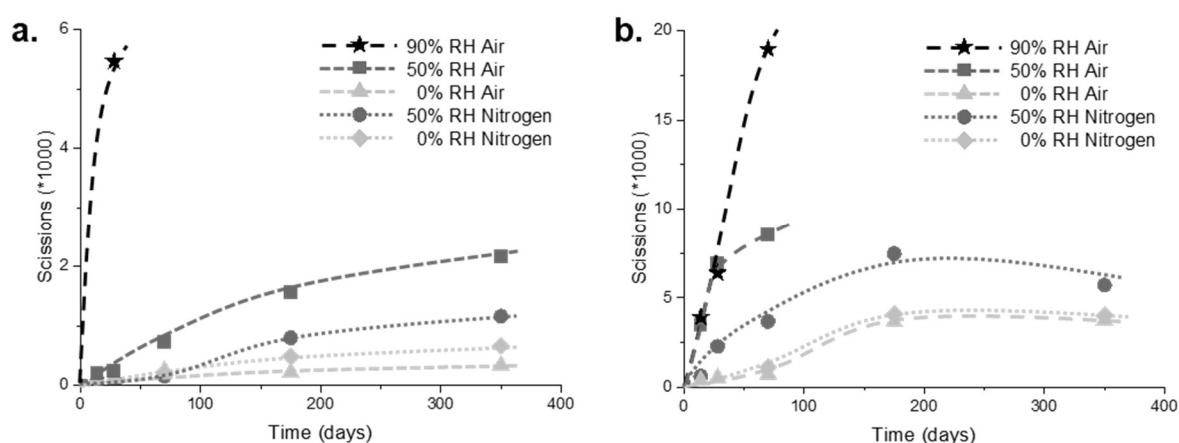 a.
6
4
2
0
Scissions (*1000)
0 100 200 300 400
Time (days)
90% RH Air
50% RH Air
0% RH Air
50% RH Nitrogen
0% RH Nitrogen
b.
20
15
10
5
0
Scissions (*1000)
0 100 200 300 400
Time (days)
90% RH Air
50% RH Air
0% RH Air
50% RH Nitrogen
0% RH Nitrogen